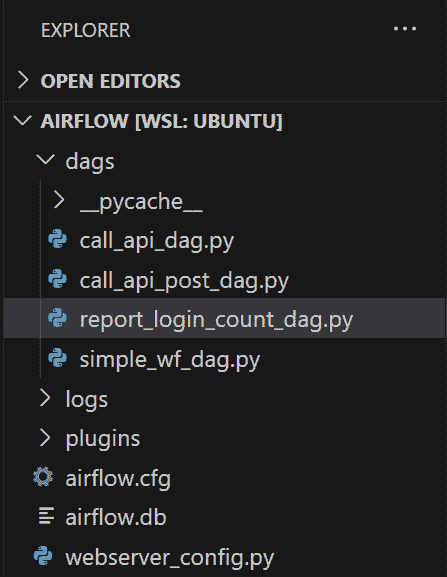 EXPLORER ...
OPEN EDITORS
AIRFLOW [WSL: UBUNTU]
dags
__pycache__
call_api_dag.py
call_api_post_dag.py
report_login_count_dag.py
simple_wf_dag.py
logs
plugins
airflow.cfg
airflow.db
webserver_config.py